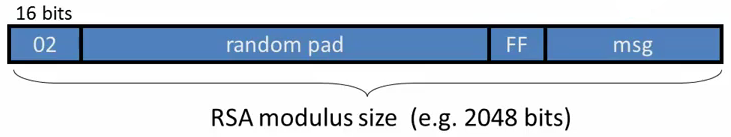 16 bits
02 random pad FF msg
RSA modulus size (e.g. 2048 bits)